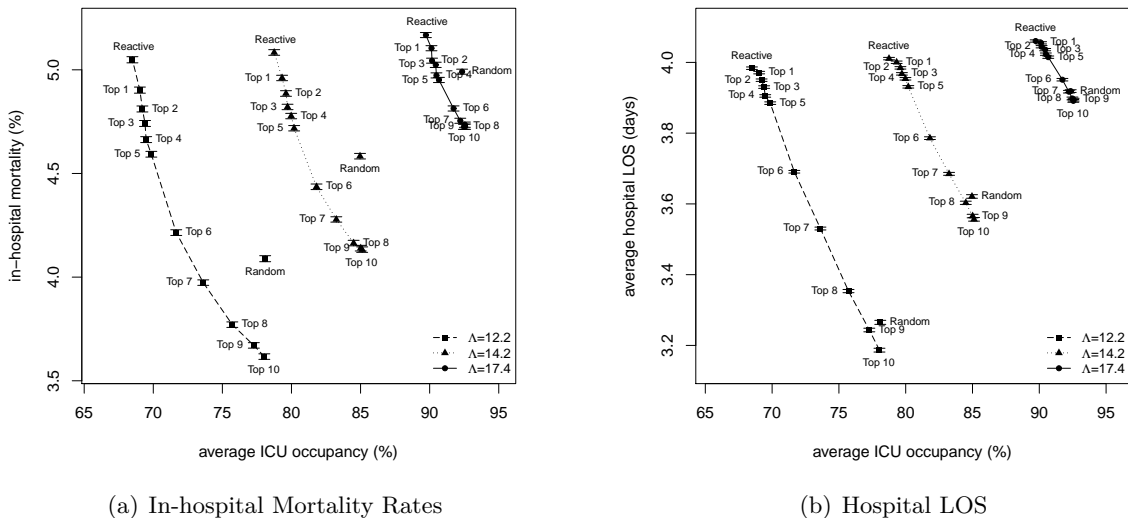 in−hospital mortality (%)
5.0
4.5
4.0
3.5
Reactive
Top 1
Top 2
Top 3
Top 4
Top 5
Top 6
Top 7
Top 8
Top 9
Top 10
Random
Reactive
Top 1
Top 2
Top 3
Top 4
Top 5
Top 6
Top 7
Top 8
Top 9
Top 10
Random
Reactive
Top 1
Top 2
Top 3
Top 4
Top 5
Top 6
Top 7
Top 8
Top 9
Top 10
Random
Λ=12.2
Λ=14.2
Λ=17.4
65 70 75 80 85 90 95
average ICU occupancy (%)
(a) In-hospital Mortality Rates
average hospital LOS (days)
4.0
3.8
3.6
3.4
3.2
Reactive
Top 1
Top 2
Top 3
Top 4
Top 5
Top 6
Top 7
Top 8
Random
Top 9
Top 10
Reactive
Top 1
Top 2
Top 3
Top 4
Top 5
Top 6
Top 7
Random
Top 8
Top 9
Top 10
Reactive
Top 1
Top 2
Top 3
Top 4
Top 5
Top 6
Top 7
Random
Top 8
Top 9
Top 10
Λ=12.2
Λ=14.2
Λ=17.4
65 70 75 80 85 90 95
average ICU occupancy (%)
(b) Hospital LOS